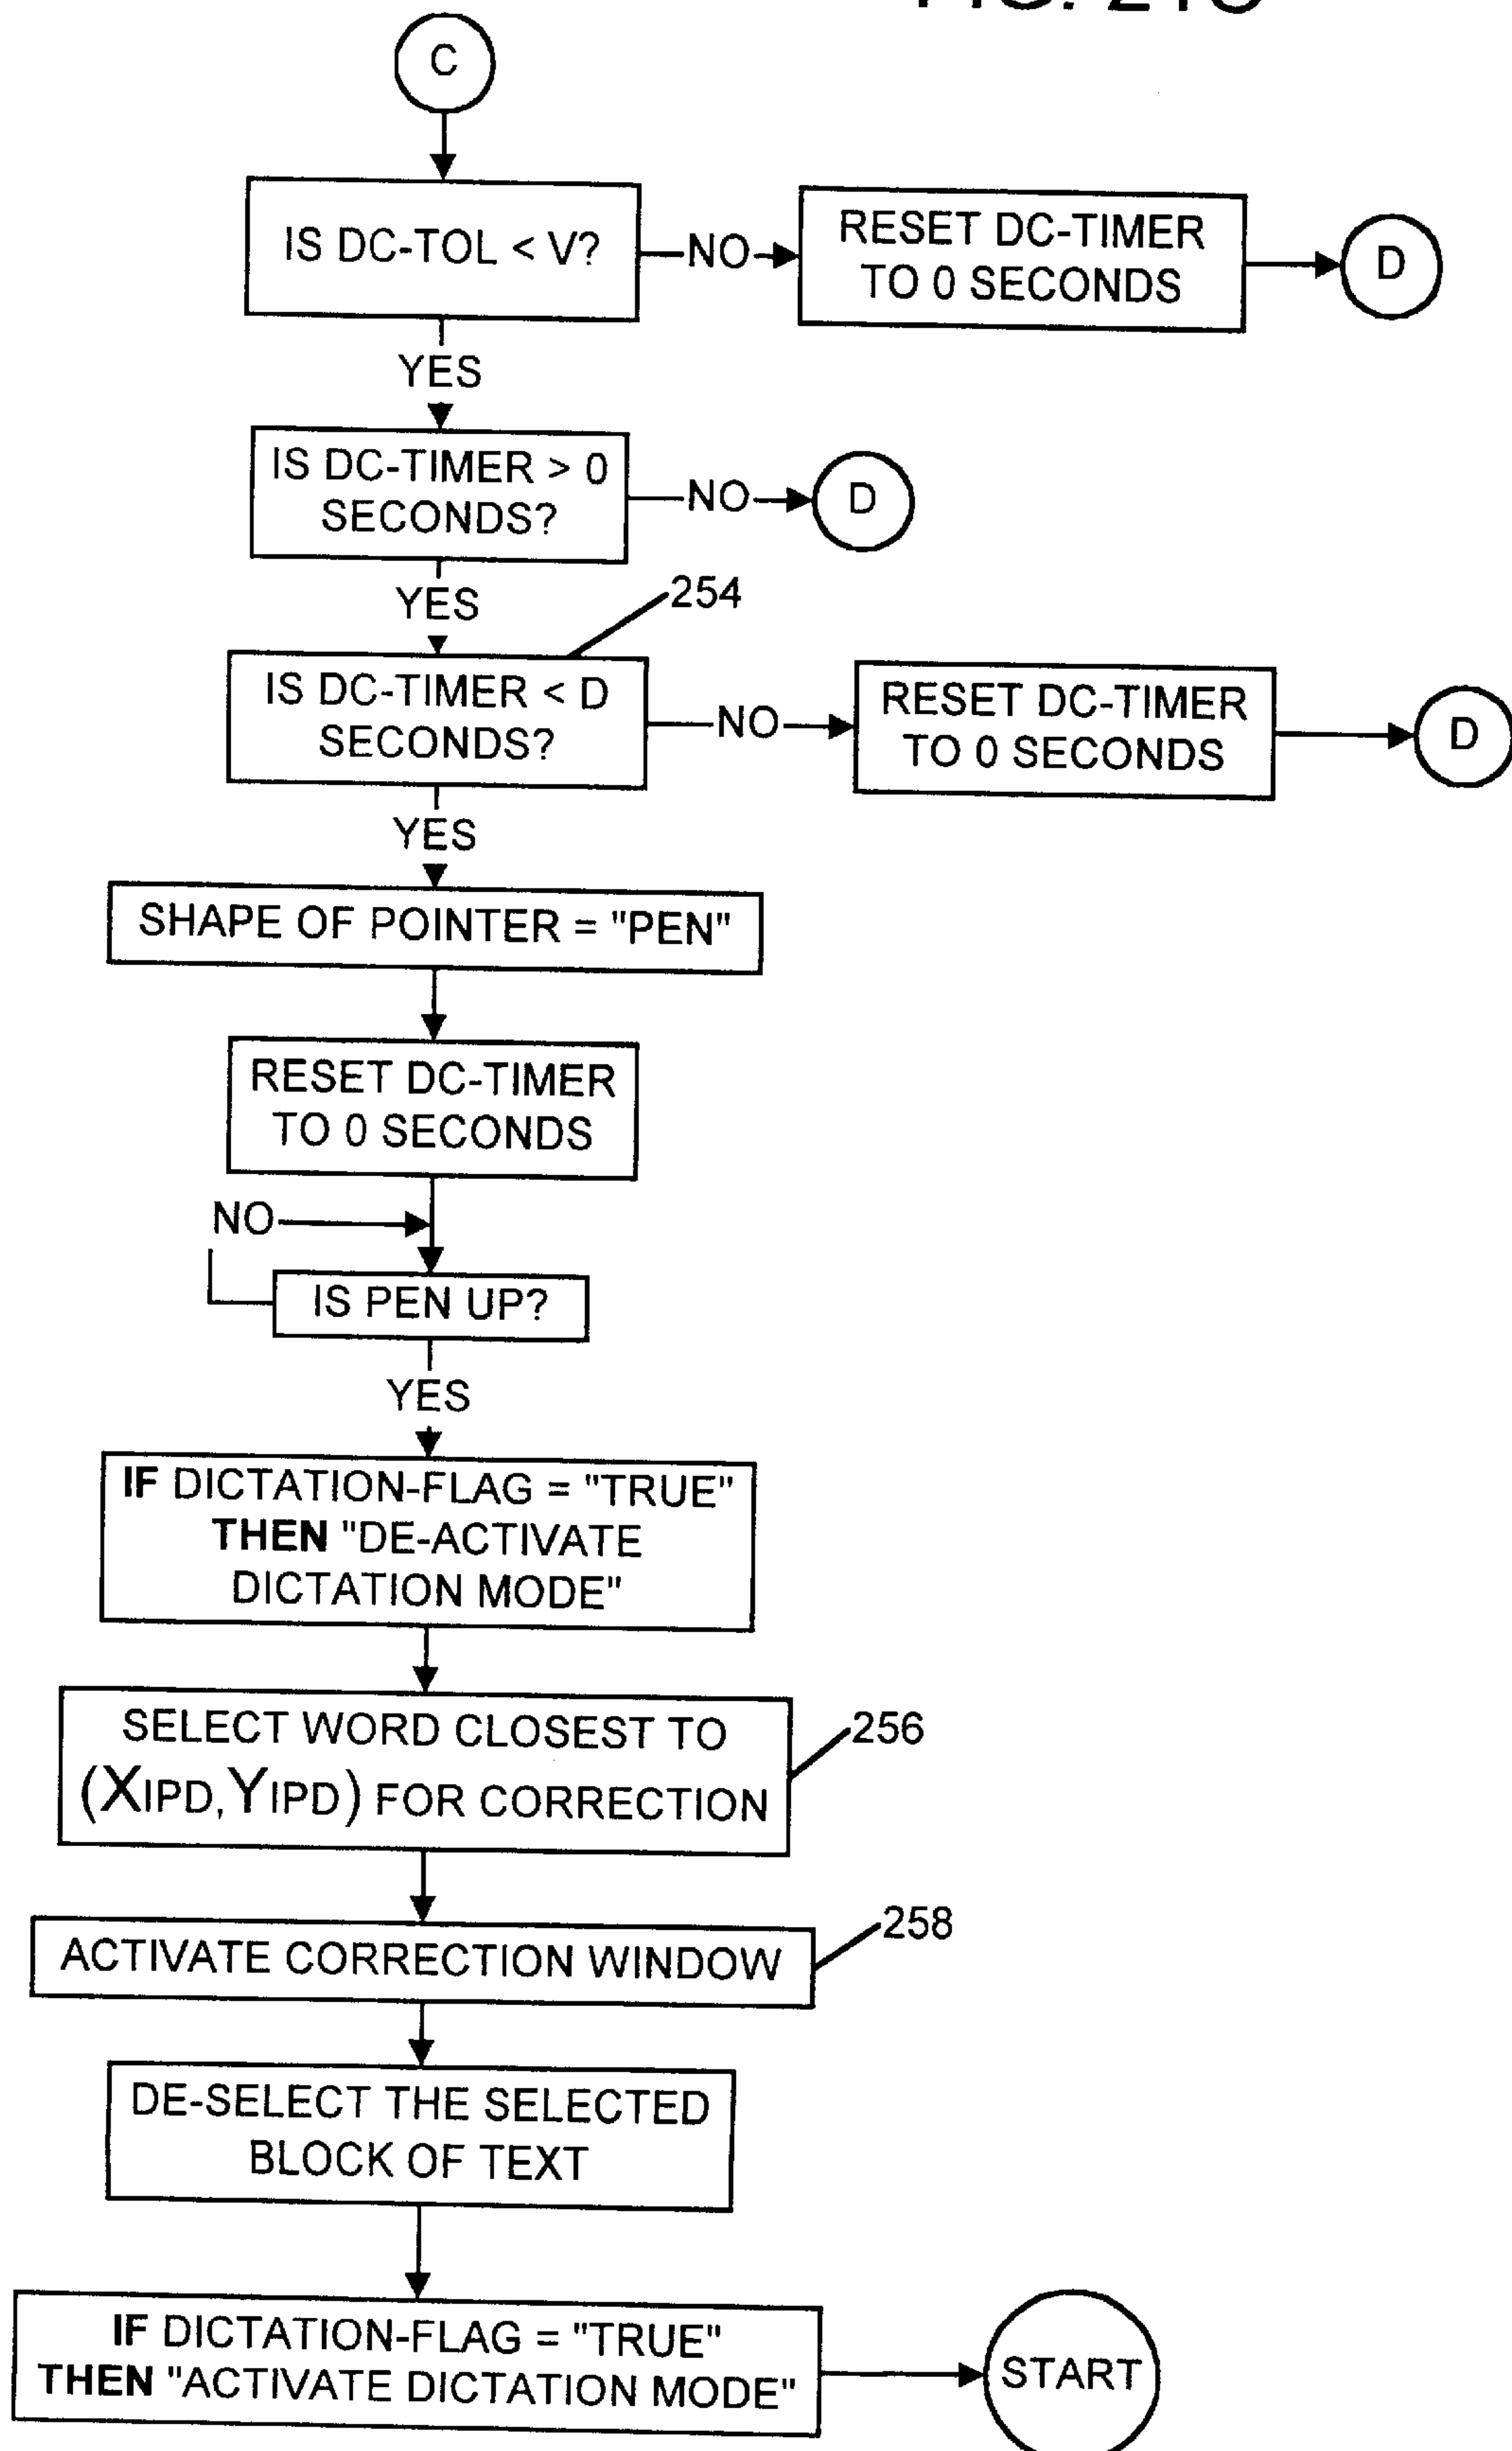 FIG. 21C
C
IS DC-TOL < V?
NO
RESET DC-TIMER
TO 0 SECONDS
D
YES
IS DC-TIMER > 0
SECONDS?
NO
D
YES
254
IS DC-TIMER < D
SECONDS?
NO
RESET DC-TIMER
TO 0 SECONDS
D
YES
SHAPE OF POINTER = "PEN"
RESET DC-TIMER
TO 0 SECONDS
NO
IS PEN UP?
YES
IF DICTATION-FLAG = "TRUE"
THEN "DE-ACTIVATE
DICTATION MODE"
SELECT WORD CLOSEST TO
(XIPD, YIPD) FOR CORRECTION
256
ACTIVATE CORRECTION WINDOW
258
DE-SELECT THE SELECTED
BLOCK OF TEXT
IF DICTATION-FLAG = "TRUE"
THEN "ACTIVATE DICTATION MODE"
START